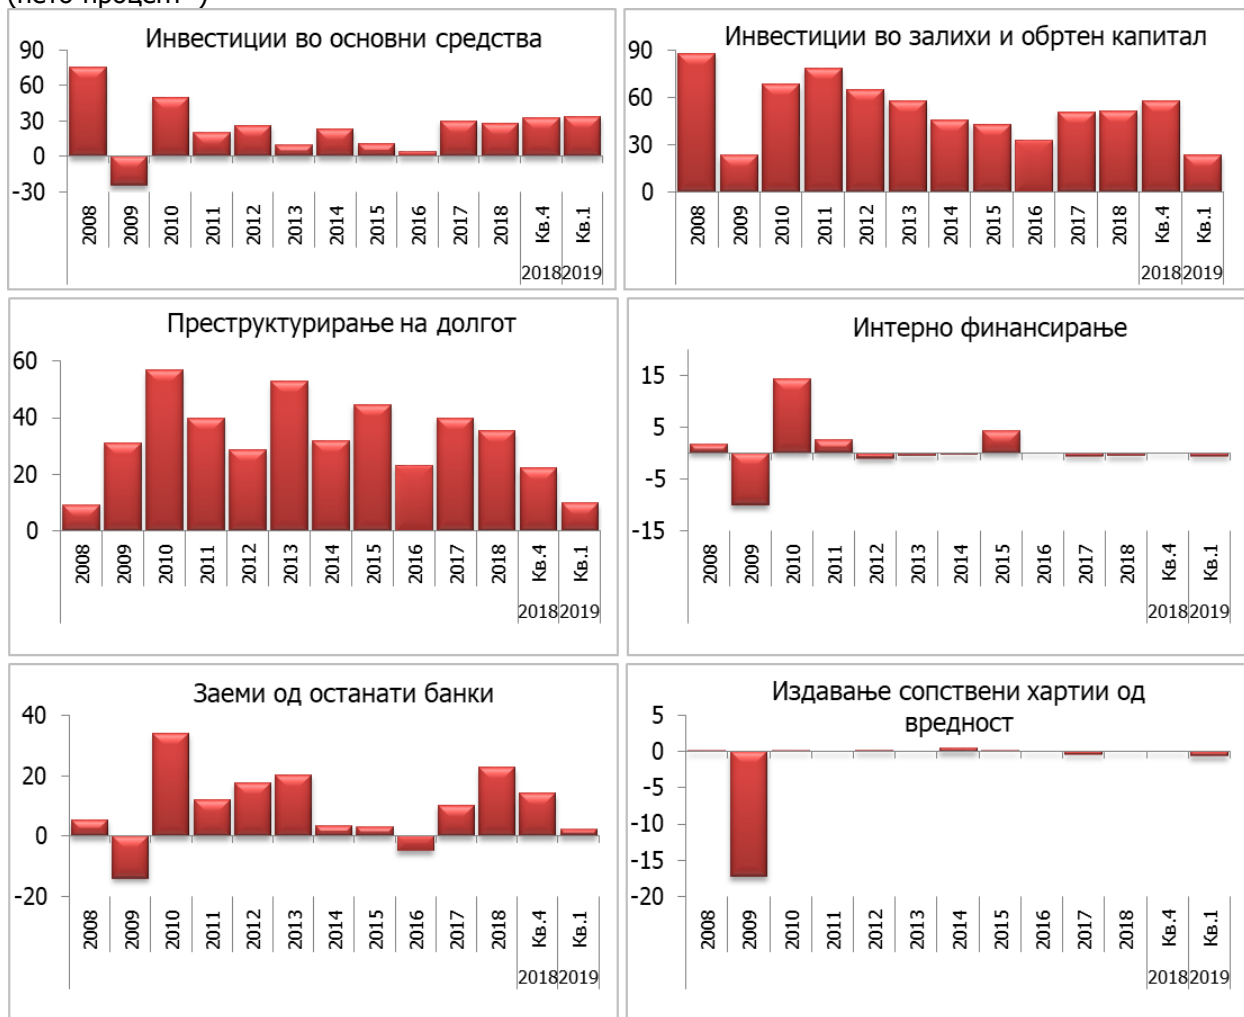 (нето процент*)
Инвестиции во основни средства
90
60
30
0
-30
2008 2009 2010 2011 2012 2013 2014 2015 2016 2017 2018 Кв.4 Кв.1
2018 2019
Инвестиции во залихи и обртен капитал
90
60
30
0
2008 2009 2010 2011 2012 2013 2014 2015 2016 2017 2018 Кв.4 Кв.1
2018 2019
Преструктурирање на долгот
60
40
20
0
2008 2009 2010 2011 2012 2013 2014 2015 2016 2017 2018 Кв.4 Кв.1
2018 2019
Интерно финансирање
15
5
-5
-15
2008 2009 2010 2011 2012 2013 2014 2015 2016 2017 2018 Кв.4 Кв.1
2018 2019
Заеми од останати банки
40
20
0
-20
2008 2009 2010 2011 2012 2013 2014 2015 2016 2017 2018 Кв.4 Кв.1
2018 2019
Издавање сопствени хартии од
вредност
5
0
-5
-10
-15
-20
2008 2009 2010 2011 2012 2013 2014 2015 2016 2017 2018 Кв.4 Кв.1
2018 2019